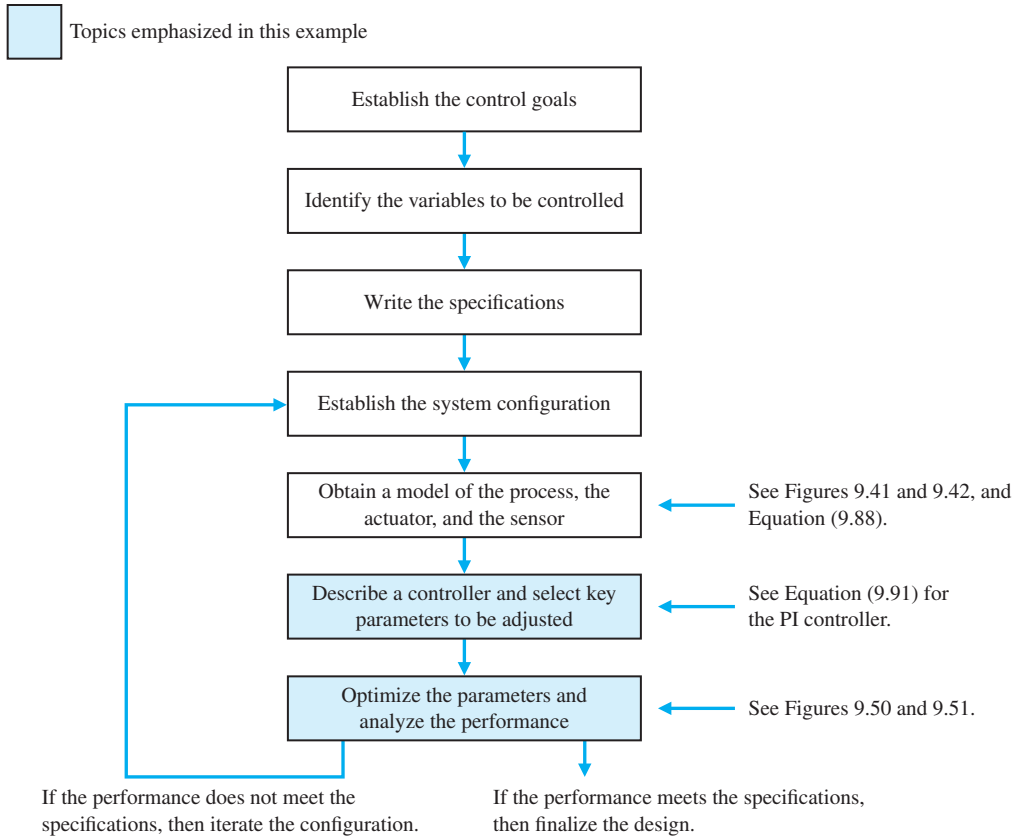 Topics emphasized in this example
Establish the control goals
Identify the variables to be controlled
Write the specifications
Establish the system configuration
Obtain a model of the process, the
actuator, and the sensor
See Figures 9.41 and 9.42, and
Equation (9.88).
Describe a controller and select key
parameters to be adjusted
See Equation (9.91) for
the PI controller.
Optimize the parameters and
analyze the performance
See Figures 9.50 and 9.51.
If the performance does not meet the
specifications, then iterate the configuration.
If the performance meets the specifications,
then finalize the design.